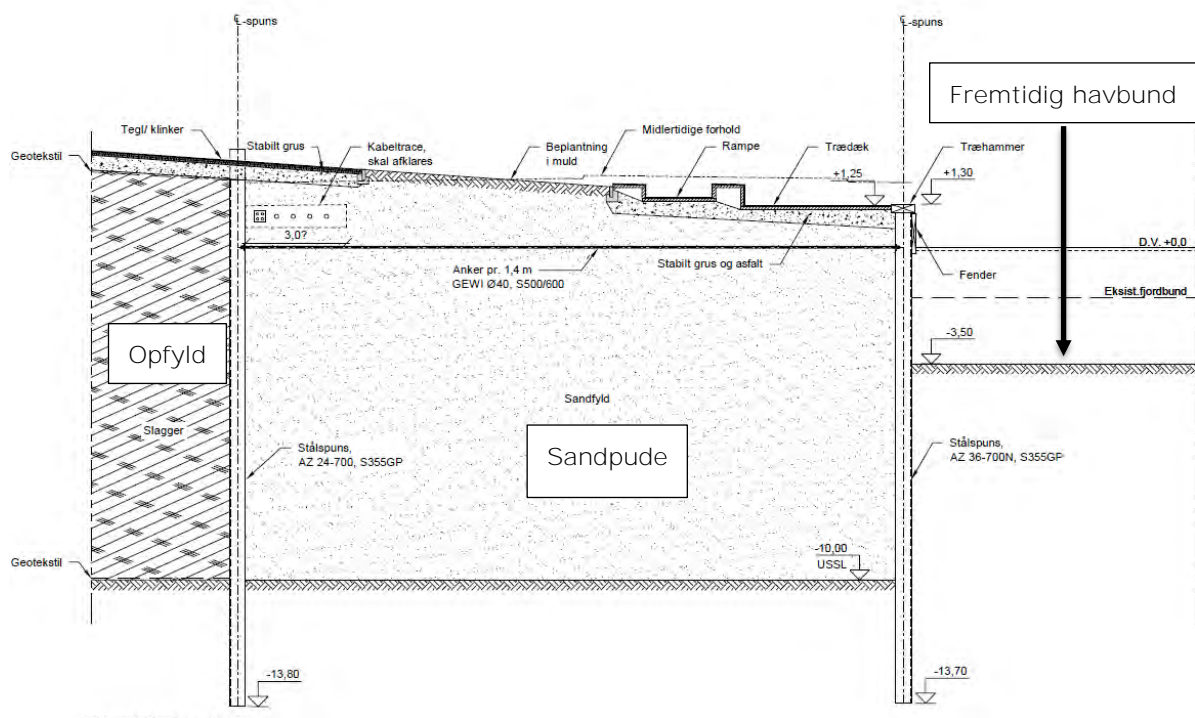 ℄-spuns
℄-spuns
Fremtidig havbund
Tegl/ klinker
Stabilt grus
Kabeltrace,
skal afklares
Beplantning
i muld
Midlertidige forhold
Rampe
Trædæk
Træhammer
Geotekstil
+1,25
+1,30
3,0?
D.V. +0,0
Anker pr. 1,4 m
GEWI Ø40, S500/600
Stabilt grus og asfalt
Fender
Eksist.fjordbund
-3,50
Opfyld
Sandfyld
Slagger
Stålspuns,
AZ 24-700, S355GP
Sandpude
Stålspuns,
AZ 36-700N, S355GP
-10,00
USSL
Geotekstil
-13,80
-13,70